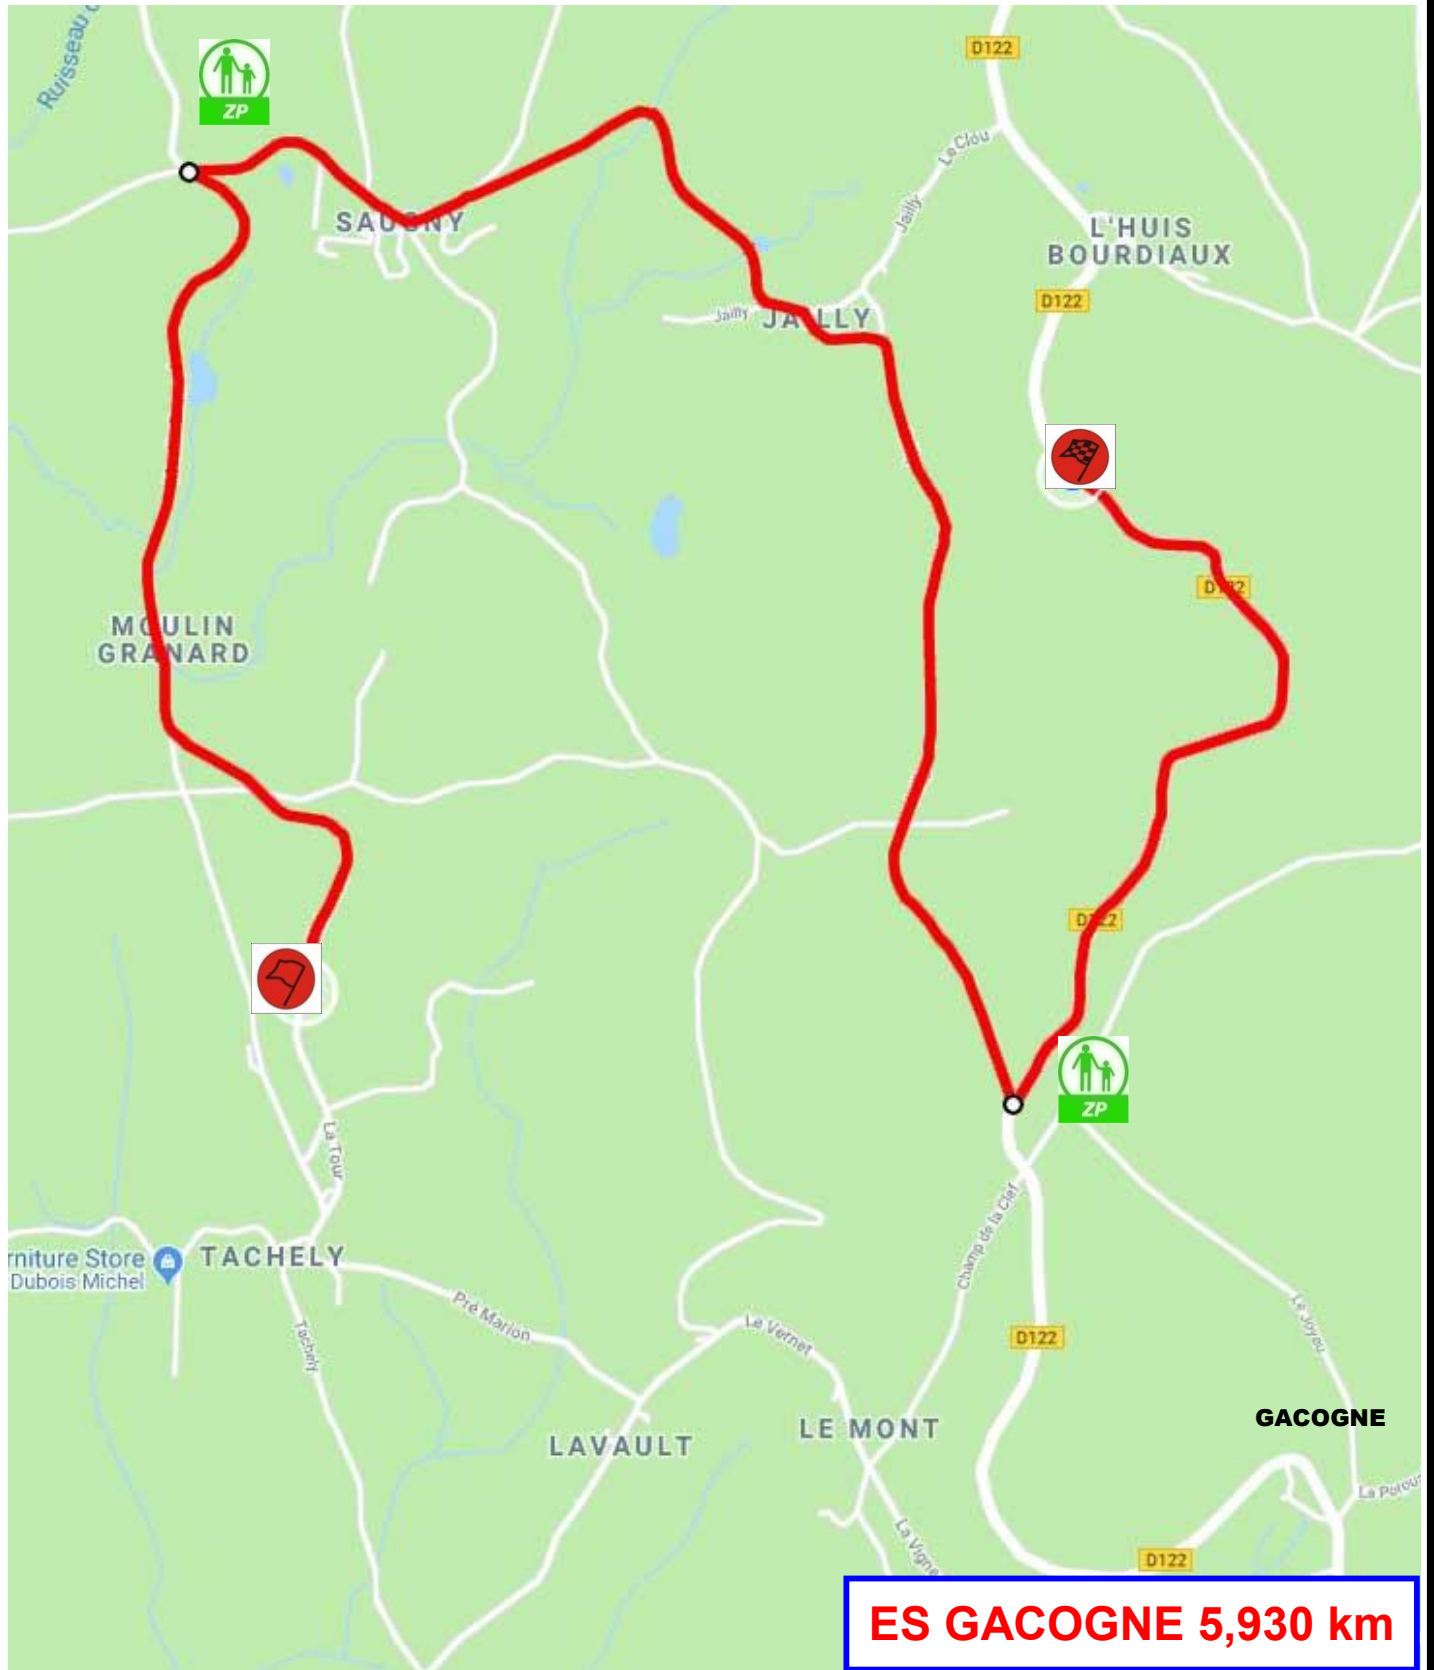 Ruisseau d
ZP
D122
Le Clou
Jailly
SAUGNY
L'HUIS
BOURDIAUX
D122
Jailly
JAILLY
D122
MOULIN
GRANARD
D122
ZP
La Tour
Champ de la Clef
rniture Store
Dubois Michel
TACHELY
Pré Marion
Tachely
Le Vernet
Le Joyau
D122
GACOGNE
LE MONT
LAVAULT
La Vigne
D122
ES GACOGNE 5,930 km